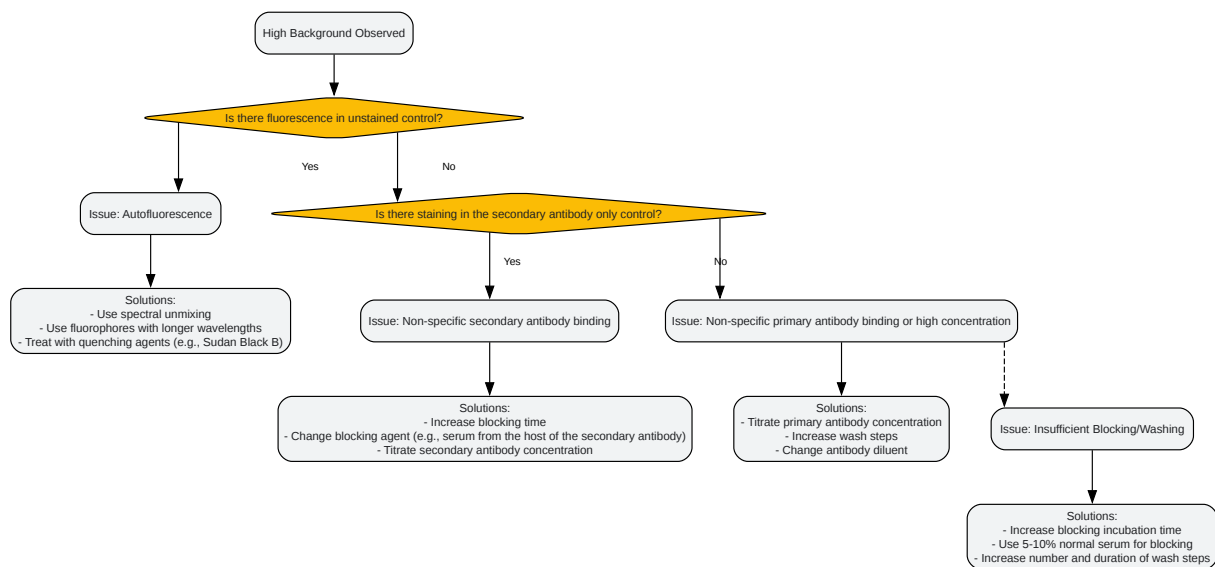 High Background Observed
Is there fluorescence in unstained control?
Yes
No
Issue: Autofluorescence
Is there staining in the secondary antibody only control?
Solutions:
- Use spectral unmixing
- Use fluorophores with longer wavelengths
- Treat with quenching agents (e.g., Sudan Black B)
Yes
No
Issue: Non-specific secondary antibody binding
Issue: Non-specific primary antibody binding or high concentration
Solutions:
- Increase blocking time
- Change blocking agent (e.g., serum from the host of the secondary antibody)
- Titrate secondary antibody concentration
Solutions:
- Titrate primary antibody concentration
- Increase wash steps
- Change antibody diluent
Issue: Insufficient Blocking/Washing
Solutions:
- Increase blocking incubation time
- Use 5-10% normal serum for blocking
- Increase number and duration of wash steps